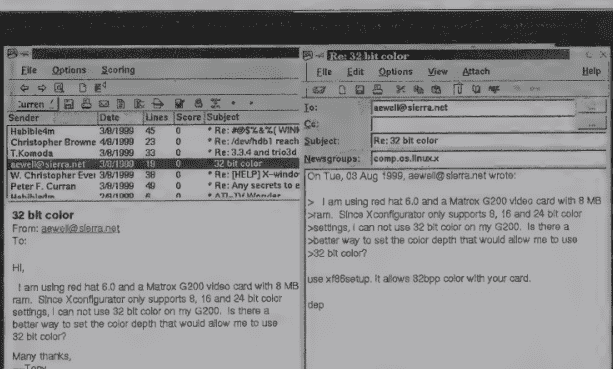 File Options Scoring
Sender Date Lines Score Subject
Habible4m 3/8/1999 45 0 * Re: #@$%&%( WIN
Christopher Browne 4/8/1999 23 0 * Re: /dev/hdb1 reach
T.Komoda 3/8/1999 33 0 * Re: 3.3.4 and trio3d
aewell@sierra.net 3/8/1999 19 0 32 bit color
W. Christopher Ever 3/8/1999 38 0 * Re: [HELP] X-windo
Peter F. Curran 3/8/1999 49 0 * Re: Any secrets to e
32 bit color
From: aewell@sierra.net
To:
Hi,
I am using red hat 6.0 and a Matrox G200 video card with 8 MB
ram. Since Xconfigurator only supports 8, 16 and 24 bit color
settings, I can not use 32 bit color on my G200. Is there a
better way to set the color depth that would allow me to use
32 bit color?
Many thanks,
Re: 32 bit color
File Edit Options View Attach Help
To: aewell@sierra.net
Cc:
Subject: Re: 32 bit color
Newsgroups: comp.os.linux.x
On Tue, 03 Aug 1999, aewell@sierra.net wrote:
> I am using red hat 6.0 and a Matrox G200 video card with 8 MB
>ram. Since Xconfigurator only supports 8, 16 and 24 bit color
>settings, I can not use 32 bit color on my G200. Is there a
>better way to set the color depth that would allow me to use
>32 bit color?
use xf86setup. It allows 32bpp color with your card.
dep